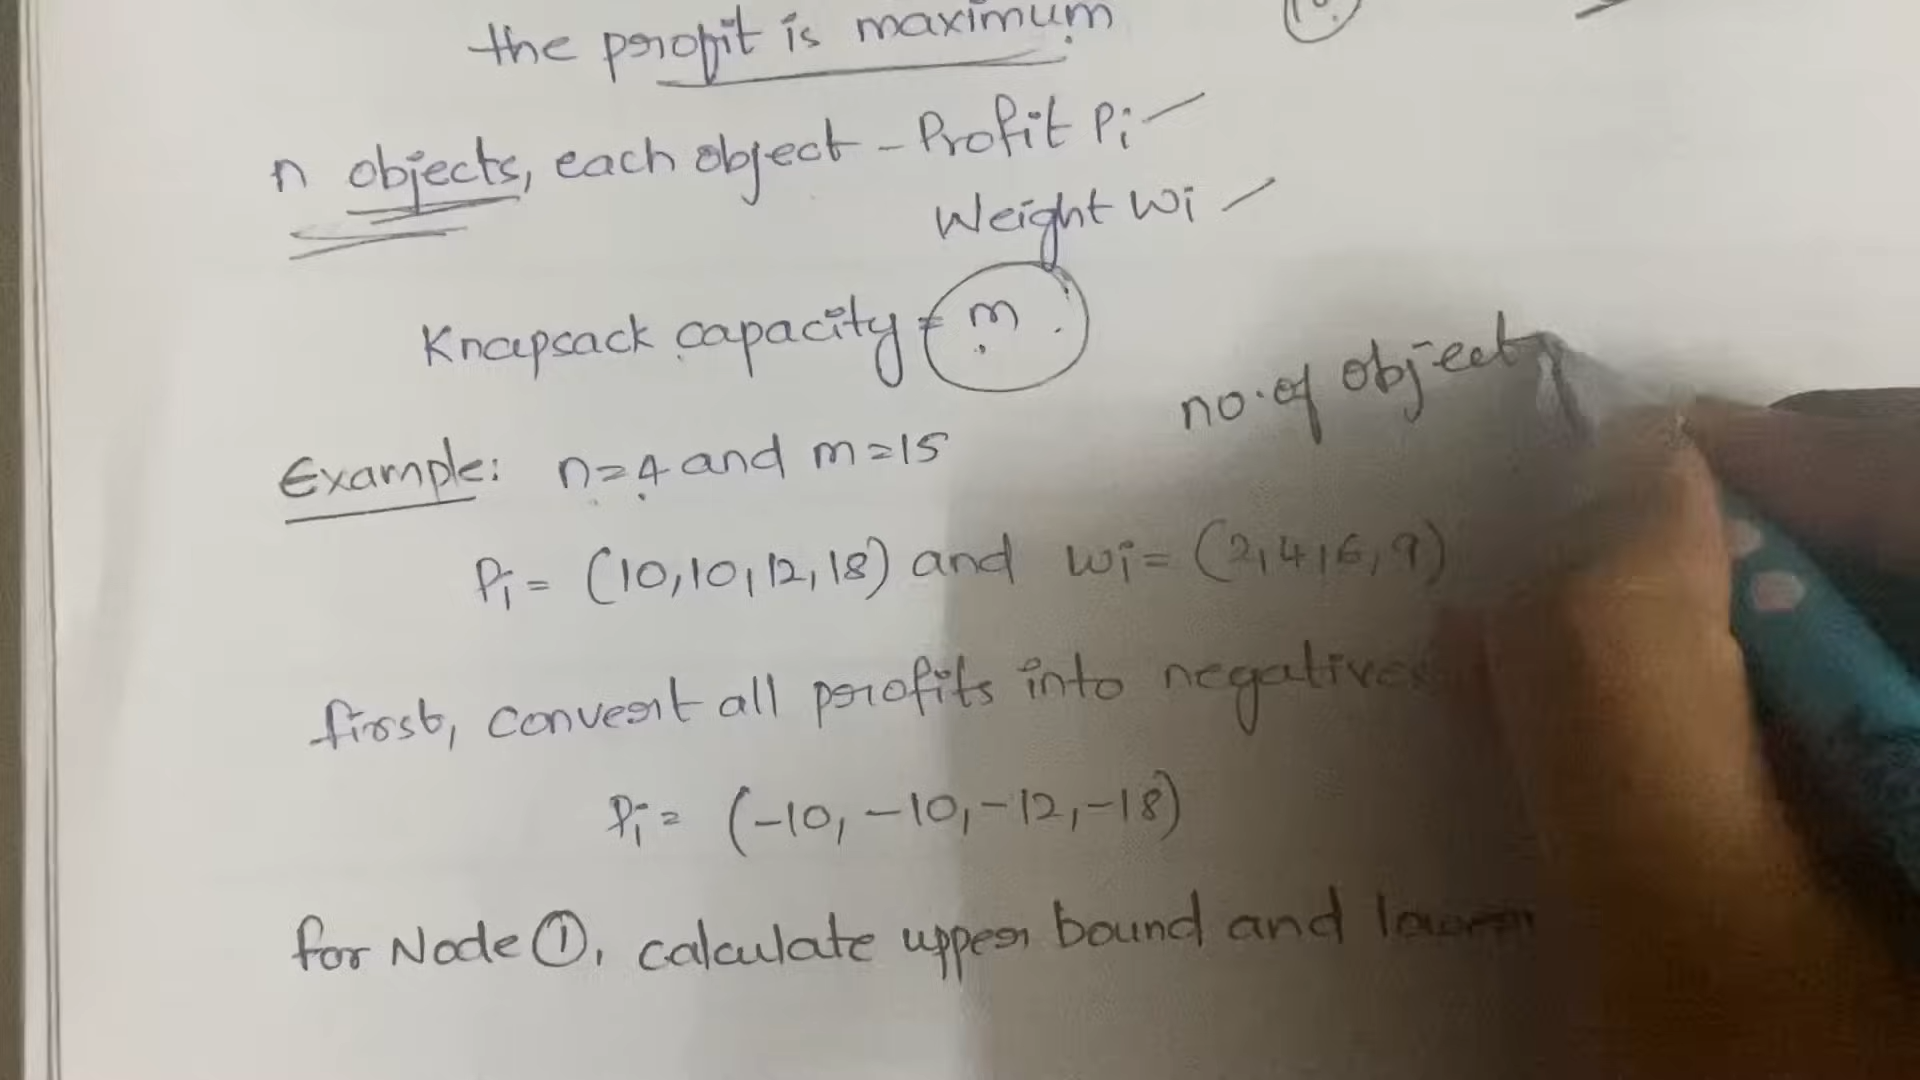 the profit is maximum
n objects, each object - Profit Pi
Weight Wi
Knapsack capacity = m
no. of object
Example: n=4 and m=15
Pi = (10,10,12,18) and wi= (2,4,6,9)
first, convert all profits into negatives
Pi = (-10, -10, -12, -18)
for Node ①, calculate upper bound and lower